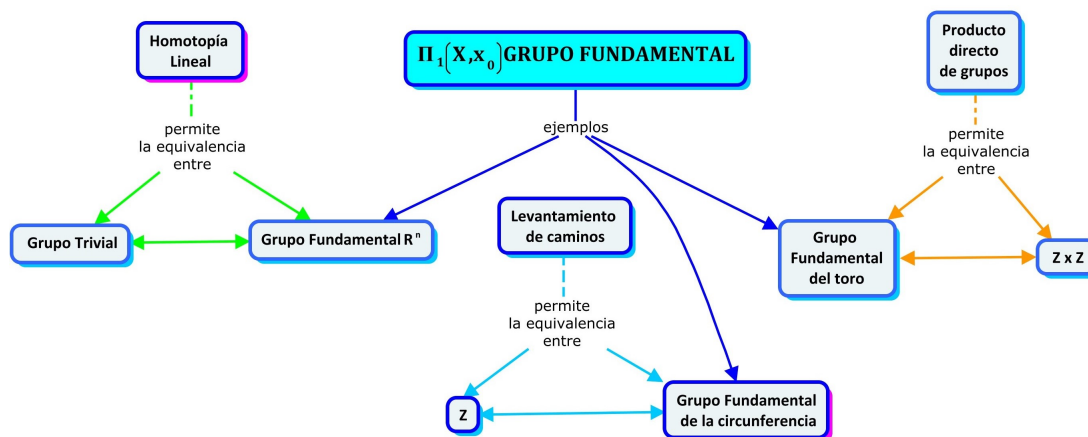 Homotopía
Lineal
Π₁(X,x₀) GRUPO FUNDAMENTAL
Producto
directo
de grupos
permite
la equivalencia
entre
ejemplos
permite
la equivalencia
entre
Grupo Trivial
Grupo Fundamental Rⁿ
Levantamiento
de caminos
Grupo
Fundamental
del toro
Z x Z
permite
la equivalencia
entre
Z
Grupo Fundamental
de la circunferencia